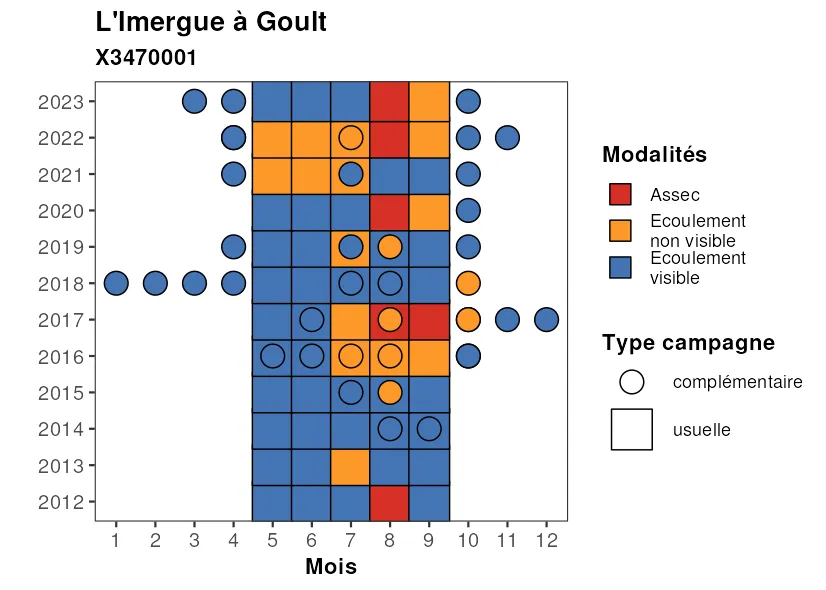 L'Imergue à Goult
X3470001
2023
2022
2021
2020
2019
2018
2017
2016
2015
2014
2013
2012
1 2 3 4 5 6 7 8 9 10 11 12
Mois
Modalités
Assec
Ecoulement
non visible
Ecoulement
visible
Type campagne
complémentaire
usuelle